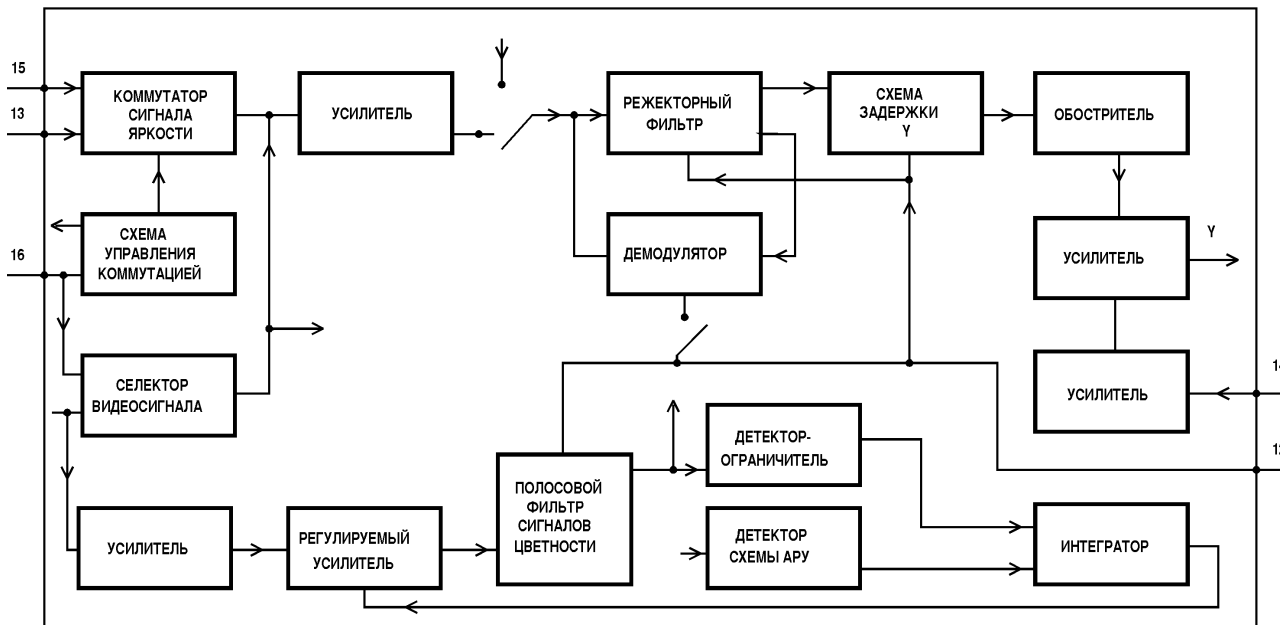 15
13
КОММУТАТОР
СИГНАЛА
ЯРКОСТИ
УСИЛИТЕЛЬ
РЕЖЕКТОРНЫЙ
ФИЛЬТР
СХЕМА
ЗАДЕРЖКИ
Y
ОБОСТРИТЕЛЬ
16
СХЕМА
УПРАВЛЕНИЯ
КОММУТАЦИЕЙ
ДЕМОДУЛЯТОР
УСИЛИТЕЛЬ
Y
СЕЛЕКТОР
ВИДЕОСИГНАЛА
УСИЛИТЕЛЬ
ДЕТЕКТОР-
ОГРАНИЧИТЕЛЬ
ПОЛОСОВОЙ
ФИЛЬТР
СИГНАЛОВ
ЦВЕТНОСТИ
УСИЛИТЕЛЬ
РЕГУЛИРУЕМЫЙ
УСИЛИТЕЛЬ
ДЕТЕКТОР
СХЕМЫ АРУ
ИНТЕГРАТОР